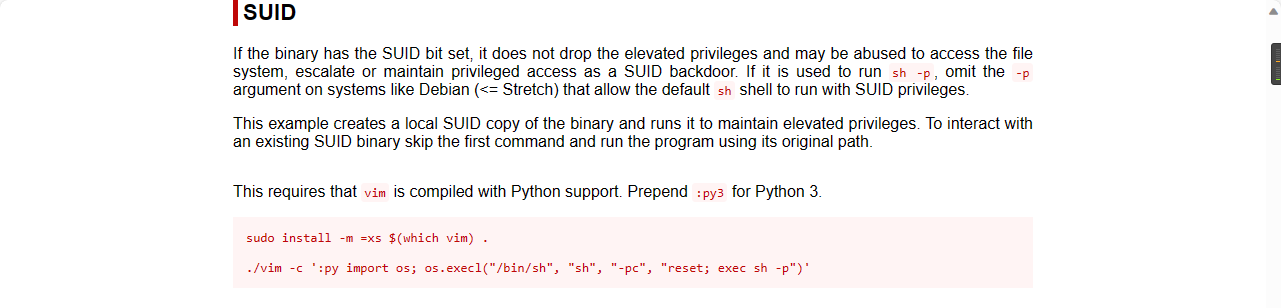 SUID
If the binary has the SUID bit set, it does not drop the elevated privileges and may be abused to access the file
system, escalate or maintain privileged access as a SUID backdoor. If it is used to run sh -p, omit the -p
argument on systems like Debian (<= Stretch) that allow the default sh shell to run with SUID privileges.
This example creates a local SUID copy of the binary and runs it to maintain elevated privileges. To interact with
an existing SUID binary skip the first command and run the program using its original path.
This requires that vim is compiled with Python support. Prepend :py3 for Python 3.
sudo install -m =xs $(which vim) .
./vim -c ':py import os; os.execl("/bin/sh", "sh", "-pc", "reset; exec sh -p")'